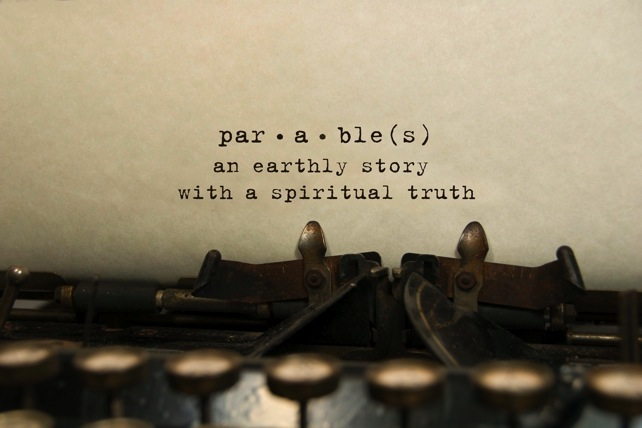 par • a • ble(s)
an earthly story
with a spiritual truth